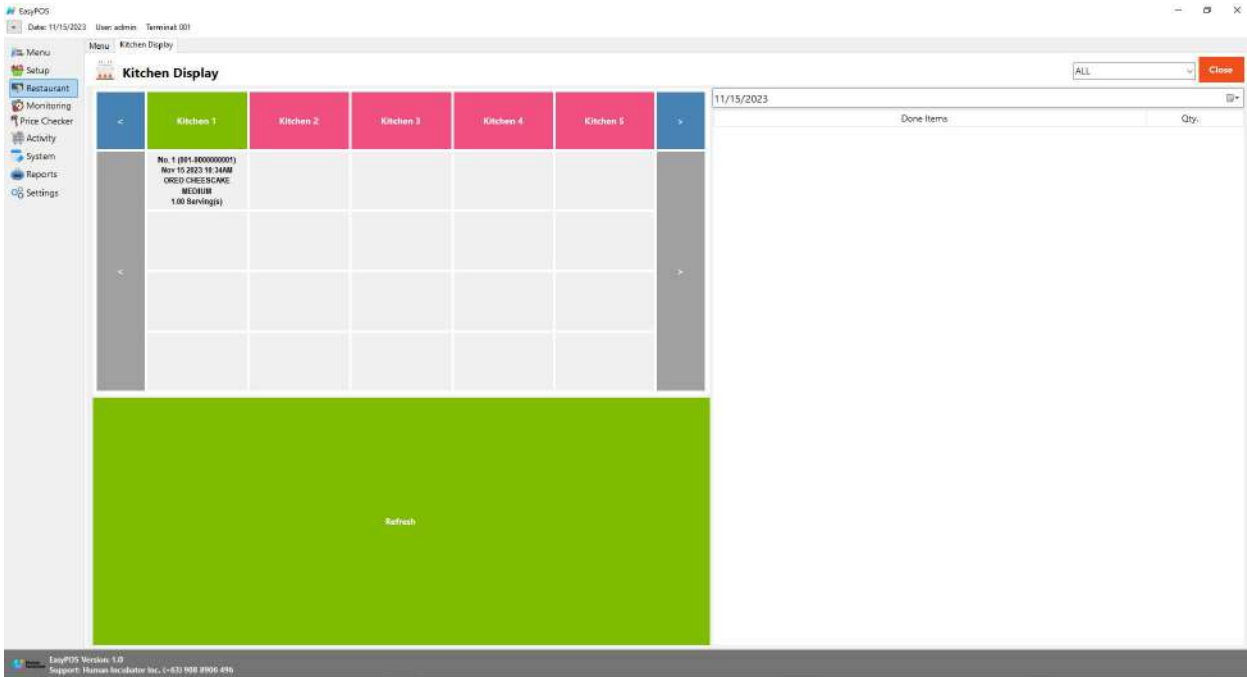 EasyPOS
Date: 11/15/2023 User: admin Terminal: 001
Menu
Setup
Restaurant
Monitoring
Price Checker
Activity
System
Reports
Settings
Menu Kitchen Display
Kitchen Display
ALL
Close
< Kitchen 1 Kitchen 2 Kitchen 3 Kitchen 4 Kitchen 5 >
No. 1 (001-0000000001)
Nov 15 2023 10:34AM
OREO CHEESCAKE
MEDIUM
1.00 Serving(s)
< >
Refresh
11/15/2023
Done Items Qty.
EasyPOS Version: 1.0
Support: Human Incubator Inc. (+63) 908 8906 496